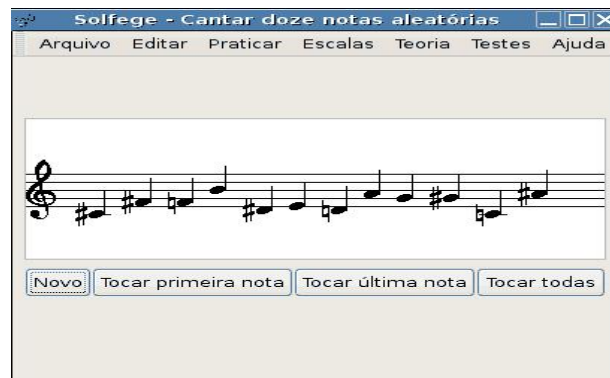 Solfege - Cantar doze notas aleatórias
Arquivo Editar Praticar Escalas Teoria Testes Ajuda
Novo Tocar primeira nota Tocar última nota Tocar todas